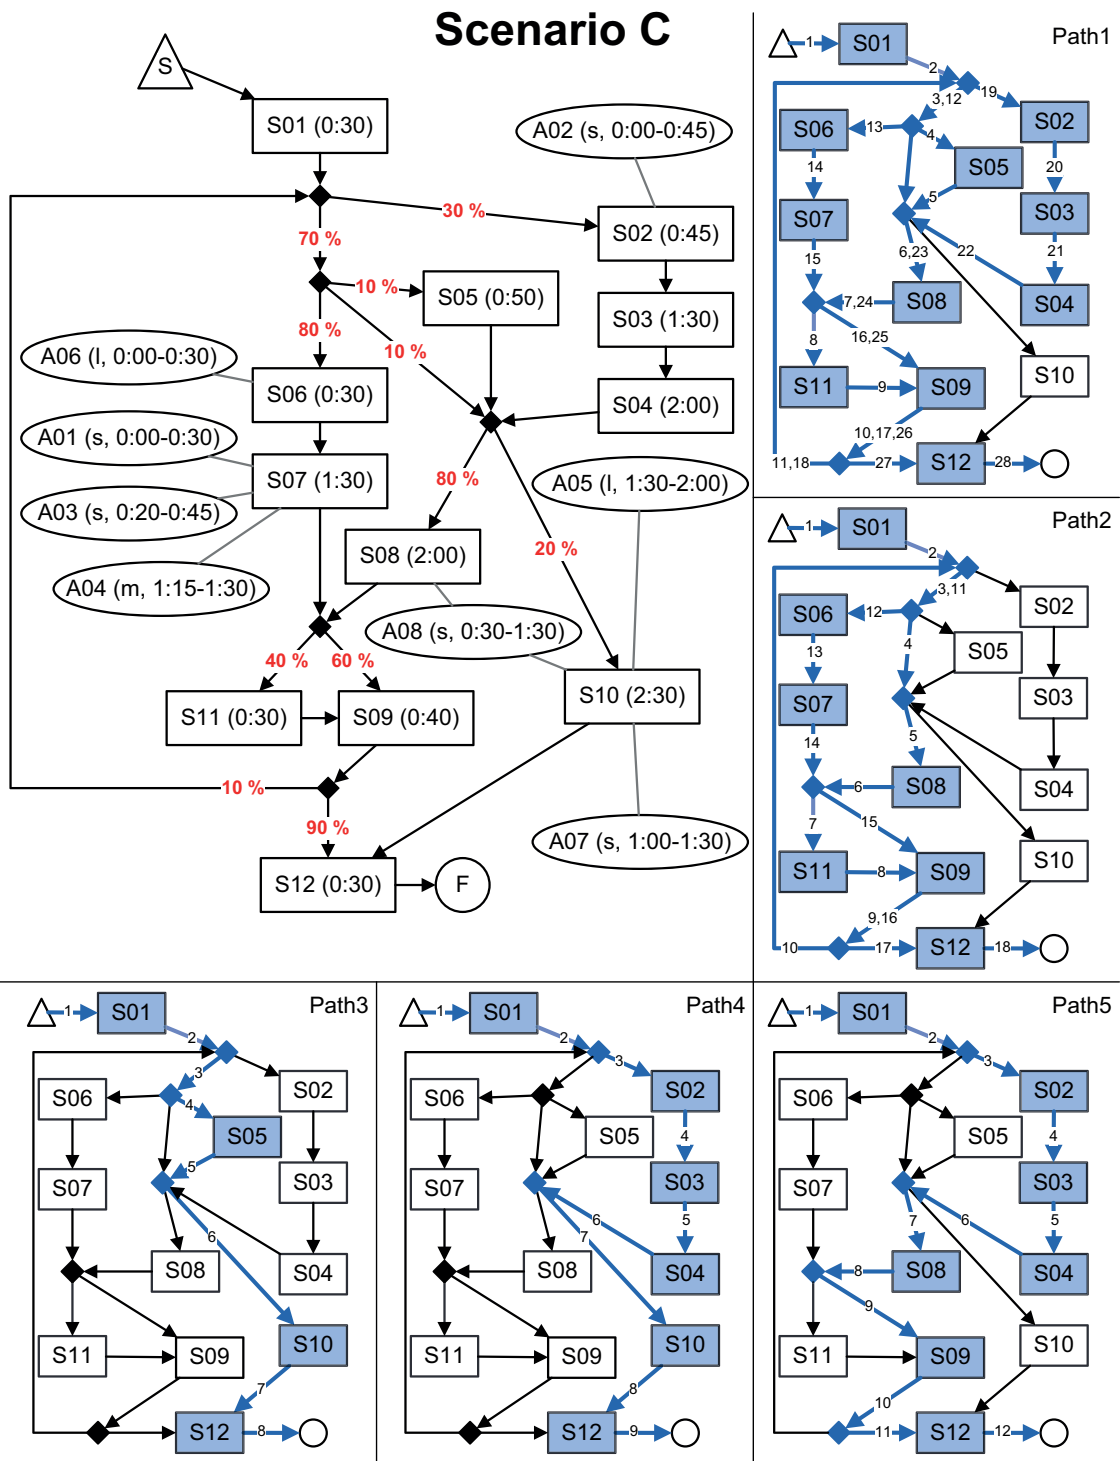 Scenario C
S
S01 (0:30)
A02 (s, 0:00-0:45)
30 %
S02 (0:45)
70 %
10 %
S05 (0:50)
S03 (1:30)
80 %
10 %
A06 (l, 0:00-0:30)
S06 (0:30)
S04 (2:00)
A01 (s, 0:00-0:30)
S07 (1:30)
80 %
A05 (l, 1:30-2:00)
A03 (s, 0:20-0:45)
S08 (2:00)
20 %
A04 (m, 1:15-1:30)
A08 (s, 0:30-1:30)
40 %
60 %
S10 (2:30)
S11 (0:30)
S09 (0:40)
10 %
90 %
A07 (s, 1:00-1:30)
S12 (0:30)
F
Path1
1
S01
2
19
3,12
S06
13
4
S02
14
S05
20
5
S07
S03
15
6,23
22
21
7,24
S08
S04
8
16,25
S11
9
S09
S10
10,17,26
11,18
27
S12
28
Path2
1
S01
2
3,11
S06
12
S02
13
4
S05
S07
S03
14
5
6
S08
S04
7
15
S11
8
S09
S10
9,16
10
17
S12
18
Path3
1
S01
2
3
S06
4
S02
S05
5
S07
S03
6
S08
S04
S11
S09
S10
7
S12
8
Path4
1
S01
2
3
S06
S02
S05
4
S07
S03
6
5
7
S08
S04
S11
S09
S10
8
S12
9
Path5
1
S01
2
3
S06
S02
S05
4
S07
S03
7
6
5
8
S08
S04
9
S11
S09
S10
10
11
S12
12